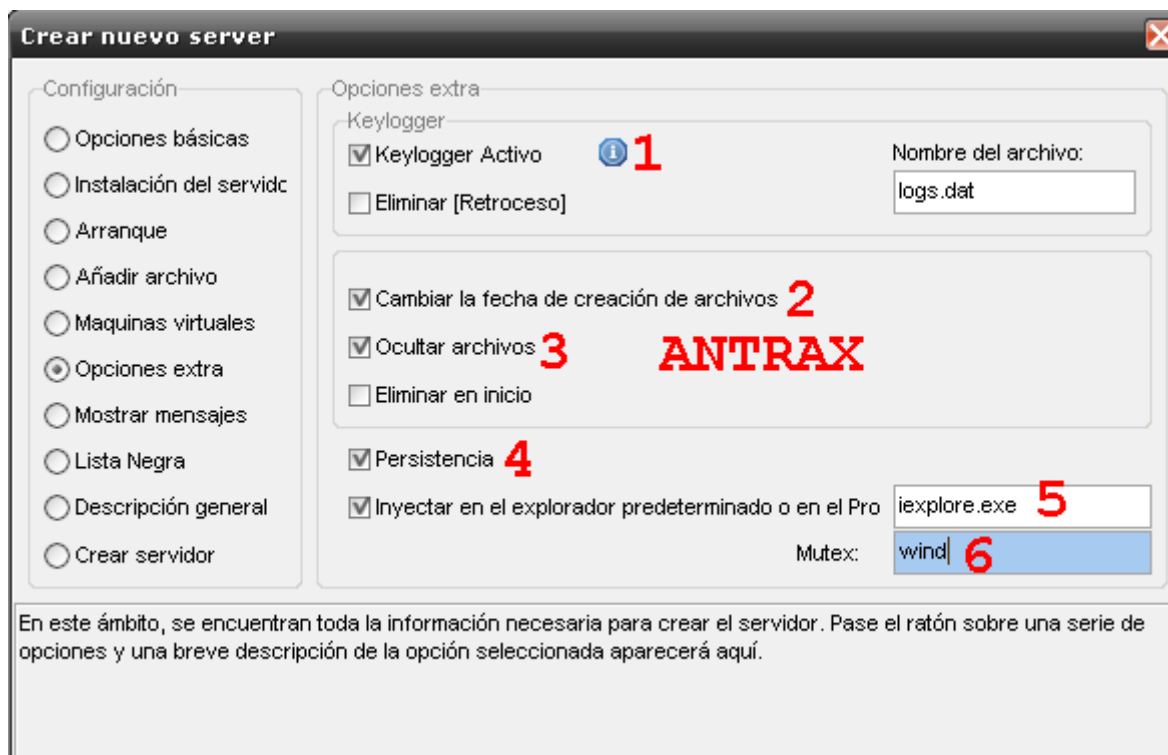 Crear nuevo server
Configuración
Opciones básicas
Instalación del servidc
Arranque
Añadir archivo
Maquinas virtuales
Opciones extra
Mostrar mensajes
Lista Negra
Descripción general
Crear servidor
Opciones extra
Keylogger
Keylogger Activo 1
Nombre del archivo:
logs.dat
Eliminar [Retroceso]
Cambiar la fecha de creación de archivos 2
Ocultar archivos 3 ANTRAX
Eliminar en inicio
Persistencia 4
Inyectar en el explorador predeterminado o en el Pro iexplore.exe 5
Mutex: wind 6
En este ámbito, se encuentran toda la información necesaria para crear el servidor. Pase el ratón sobre una serie de
opciones y una breve descripción de la opción seleccionada aparecerá aquí.